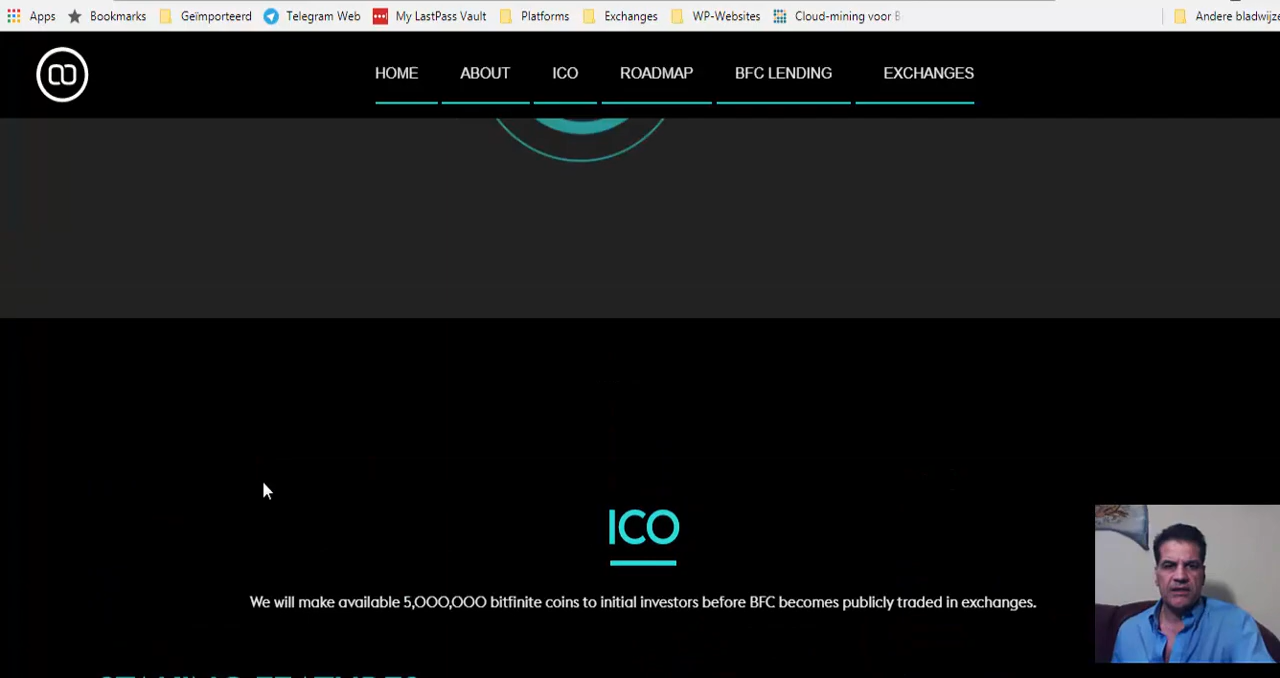 Apps Bookmarks Geïmporteerd Telegram Web My LastPass Vault Platforms Exchanges WP-Websites Cloud-mining voor Andere bladwijze
HOME ABOUT ICO ROADMAP BFC LENDING EXCHANGES
ICO
We will make available 5,000,000 bitfinite coins to initial investors before BFC becomes publicly traded in exchanges.